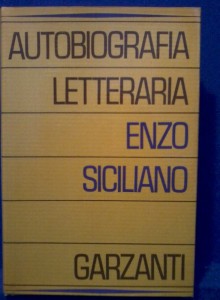 AUTOBIOGRAFIA
LETTERARIA
ENZO
SICILIANO
GARZANTI